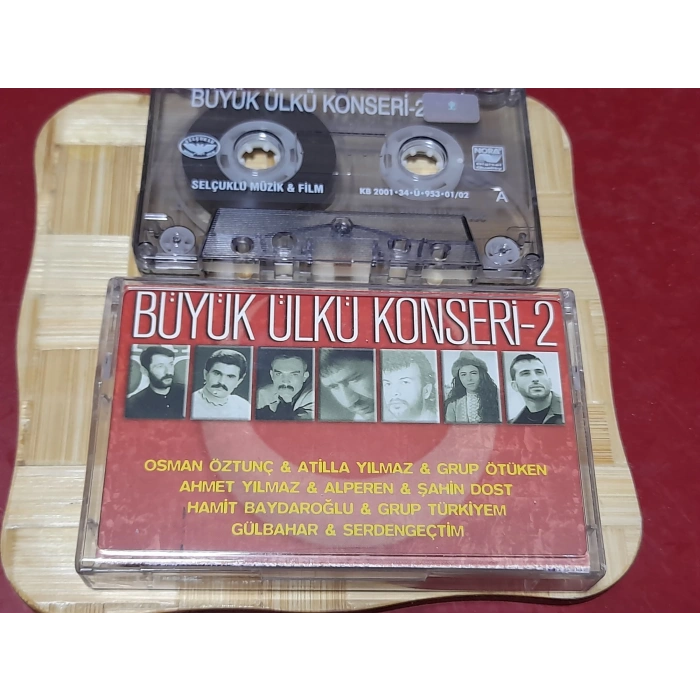 BÜYÜK ÜLKÜ KONSERİ-2
SELÇUKLU MÜZİK & FİLM
KB 2001·34·Ü·953·01/02
A
BÜYÜK ÜLKÜ KONSERİ-2
OSMAN ÖZTUNÇ & ATİLLA YILMAZ & GRUP ÖTÜKEN
AHMET YILMAZ & ALPEREN & ŞAHİN DOST
HAMİT BAYDAROĞLU & GRUP TÜRKİYEM
GÜLBAHAR & SERDENGEÇTİM